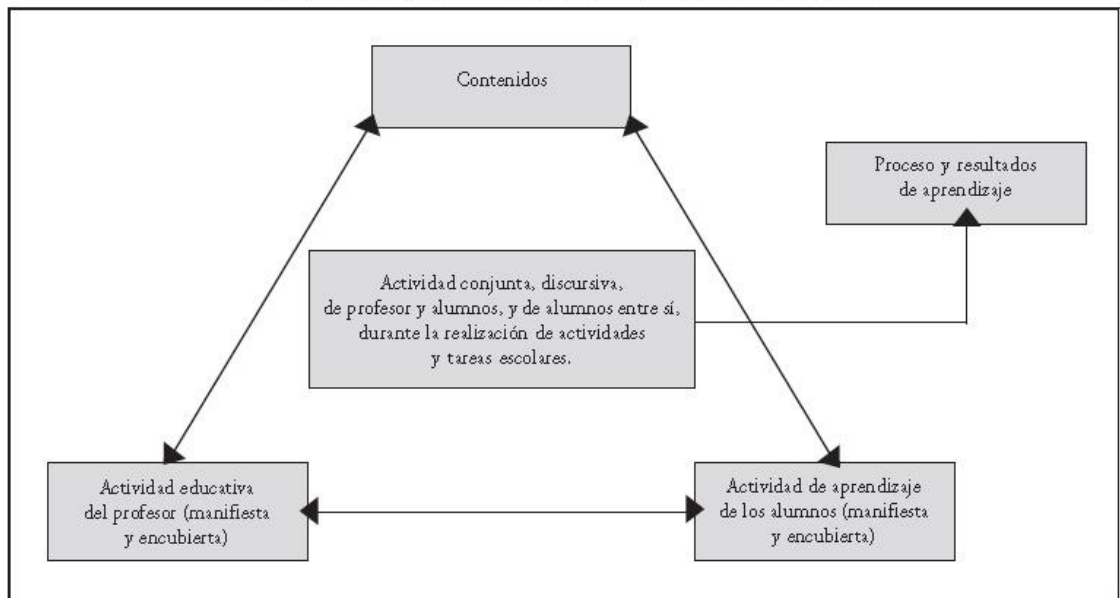 Contenidos
Proceso y resultados
de aprendizaje
Actividad conjunta, discursiva,
de profesor y alumnos, y de alumnos entre sí,
durante la realización de actividades
y tareas escolares.
Actividad educativa
del profesor (manifiesta
y encubierta)
Actividad de aprendizaje
de los alumnos (manifiesta
y encubierta)